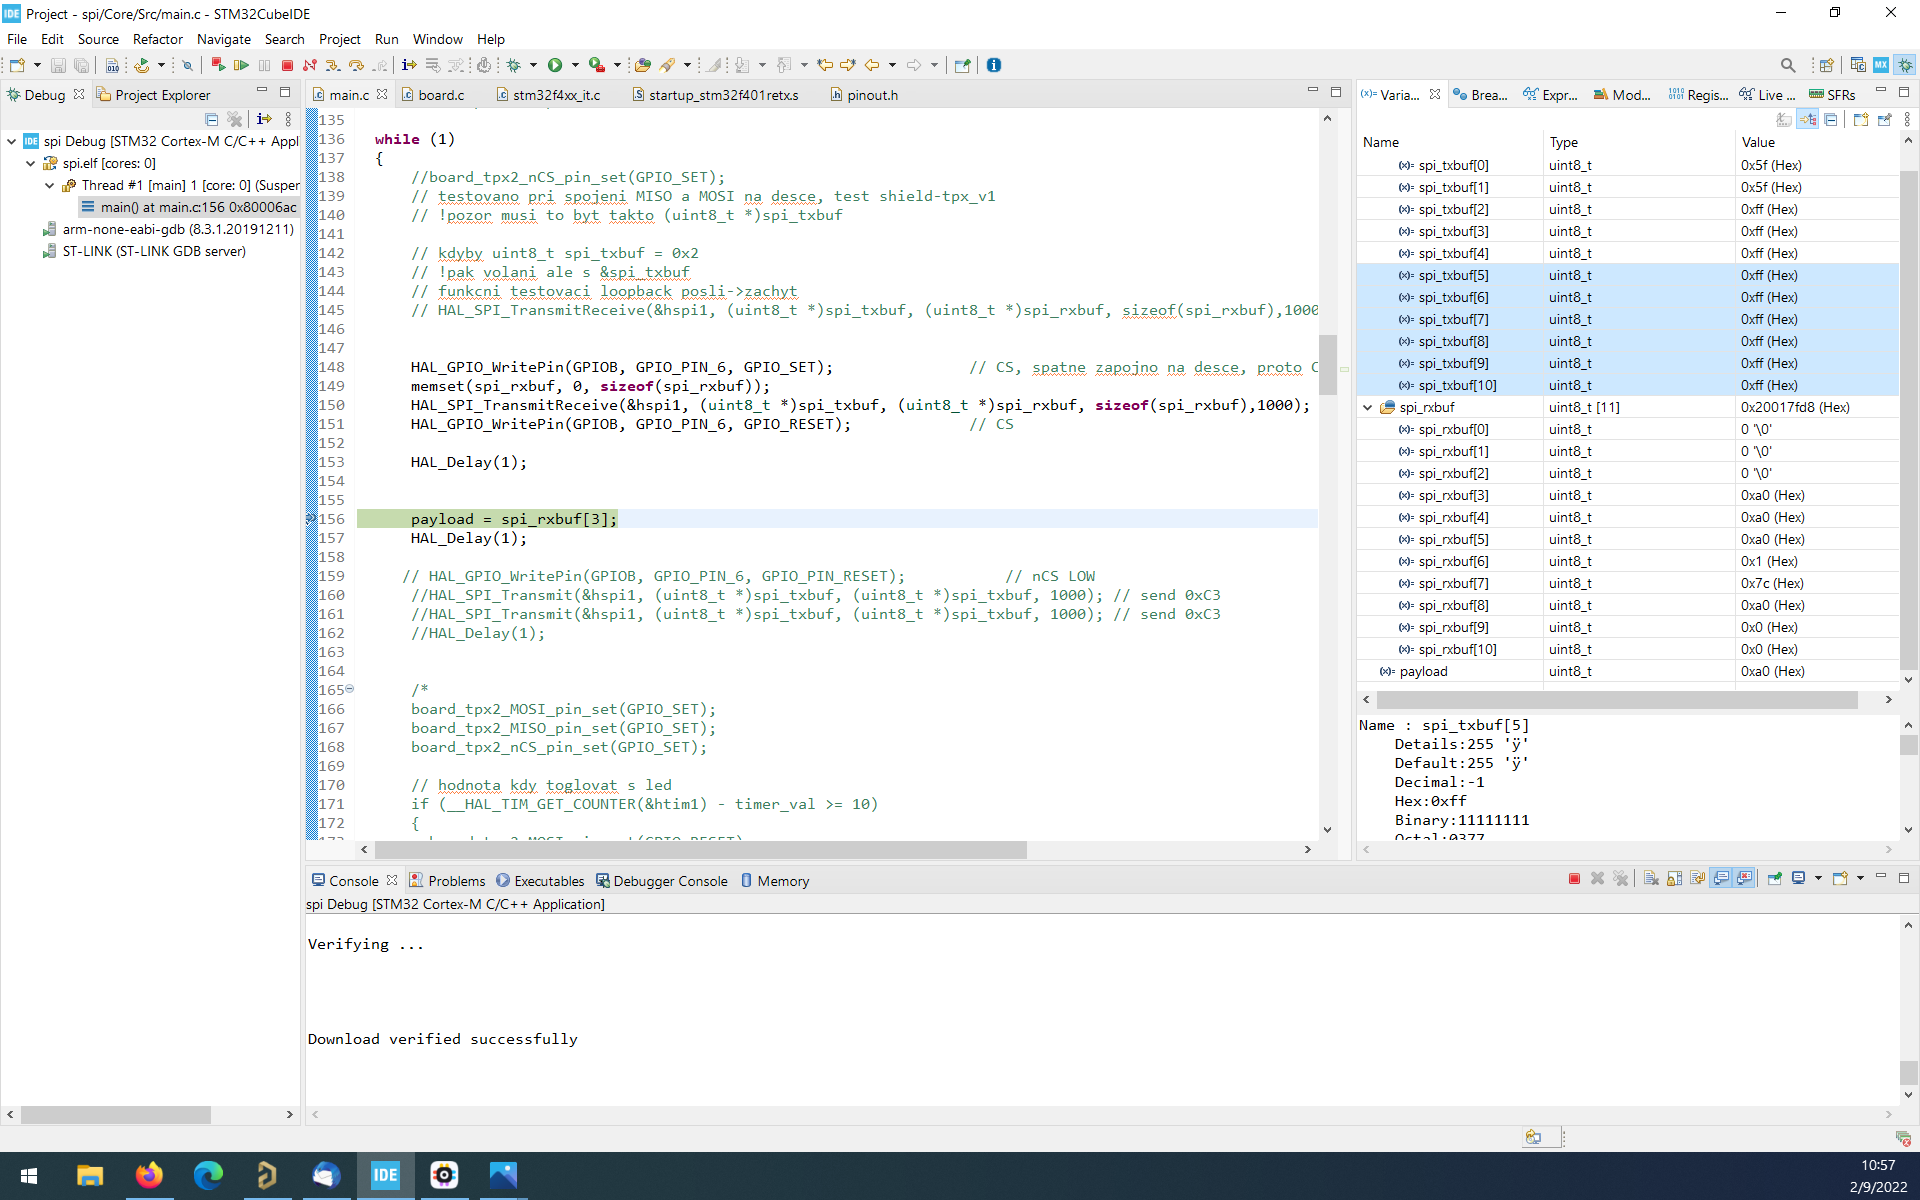 Project - spi/Core/Src/main.c - STM32CubeIDE
File Edit Source Refactor Navigate Search Project Run Window Help
Debug
Project Explorer
spi Debug [STM32 Cortex-M C/C++ Appl
spi.elf [cores: 0]
Thread #1 [main] 1 [core: 0] (Susper
main() at main.c:156 0x80006ac
arm-none-eabi-gdb (8.3.1.20191211)
ST-LINK (ST-LINK GDB server)
main.c board.c stm32f4xx_it.c startup_stm32f401retx.s pinout.h
135
136 while (1)
137 {
138 //board_tpx2_nCS_pin_set(GPIO_SET);
139 // testovano pri spojeni MISO a MOSI na desce, test shield-tpx_v1
140 // !pozor musi to byt takto (uint8_t *)spi_txbuf
141
142 // kdyby uint8_t spi_txbuf = 0x2
143 // !pak volani ale s &spi_txbuf
144 // funkcni testovaci loopback posli->zachyt
145 // HAL_SPI_TransmitReceive(&hspi1, (uint8_t *)spi_txbuf, (uint8_t *)spi_rxbuf, sizeof(spi_rxbuf),1000
146
147
148 HAL_GPIO_WritePin(GPIOB, GPIO_PIN_6, GPIO_SET); // CS, spatne zapojno na desce, proto C
149 memset(spi_rxbuf, 0, sizeof(spi_rxbuf));
150 HAL_SPI_TransmitReceive(&hspi1, (uint8_t *)spi_txbuf, (uint8_t *)spi_rxbuf, sizeof(spi_rxbuf),1000);
151 HAL_GPIO_WritePin(GPIOB, GPIO_PIN_6, GPIO_RESET); // CS
152
153 HAL_Delay(1);
154
155
156 payload = spi_rxbuf[3];
157 HAL_Delay(1);
158
159 // HAL_GPIO_WritePin(GPIOB, GPIO_PIN_6, GPIO_PIN_RESET); // nCS LOW
160 //HAL_SPI_Transmit(&hspi1, (uint8_t *)spi_txbuf, (uint8_t *)spi_txbuf, 1000); // send 0xC3
161 //HAL_SPI_Transmit(&hspi1, (uint8_t *)spi_txbuf, (uint8_t *)spi_txbuf, 1000); // send 0xC3
162 //HAL_Delay(1);
163
164
165 /*
166 board_tpx2_MOSI_pin_set(GPIO_SET);
167 board_tpx2_MISO_pin_set(GPIO_SET);
168 board_tpx2_nCS_pin_set(GPIO_SET);
169
170 // hodnota kdy toglovat s led
171 if (__HAL_TIM_GET_COUNTER(&htim1) - timer_val >= 10)
172 {
Varia... Brea... Expr... Mod... Regis... Live ... SFRs
Name Type Value
spi_txbuf[0] uint8_t 0x5f (Hex)
spi_txbuf[1] uint8_t 0x5f (Hex)
spi_txbuf[2] uint8_t 0xff (Hex)
spi_txbuf[3] uint8_t 0xff (Hex)
spi_txbuf[4] uint8_t 0xff (Hex)
spi_txbuf[5] uint8_t 0xff (Hex)
spi_txbuf[6] uint8_t 0xff (Hex)
spi_txbuf[7] uint8_t 0xff (Hex)
spi_txbuf[8] uint8_t 0xff (Hex)
spi_txbuf[9] uint8_t 0xff (Hex)
spi_txbuf[10] uint8_t 0xff (Hex)
spi_rxbuf uint8_t [11] 0x20017fd8 (Hex)
spi_rxbuf[0] uint8_t 0 '\0'
spi_rxbuf[1] uint8_t 0 '\0'
spi_rxbuf[2] uint8_t 0 '\0'
spi_rxbuf[3] uint8_t 0xa0 (Hex)
spi_rxbuf[4] uint8_t 0xa0 (Hex)
spi_rxbuf[5] uint8_t 0xa0 (Hex)
spi_rxbuf[6] uint8_t 0x1 (Hex)
spi_rxbuf[7] uint8_t 0x7c (Hex)
spi_rxbuf[8] uint8_t 0xa0 (Hex)
spi_rxbuf[9] uint8_t 0x0 (Hex)
spi_rxbuf[10] uint8_t 0x0 (Hex)
payload uint8_t 0xa0 (Hex)
Name : spi_txbuf[5]
Details:255 'ÿ'
Default:255 'ÿ'
Decimal:-1
Hex:0xff
Binary:11111111
Octal:0377
Console Problems Executables Debugger Console Memory
spi Debug [STM32 Cortex-M C/C++ Application]
Verifying ...
Download verified successfully
IDE
10:57
2/9/2022